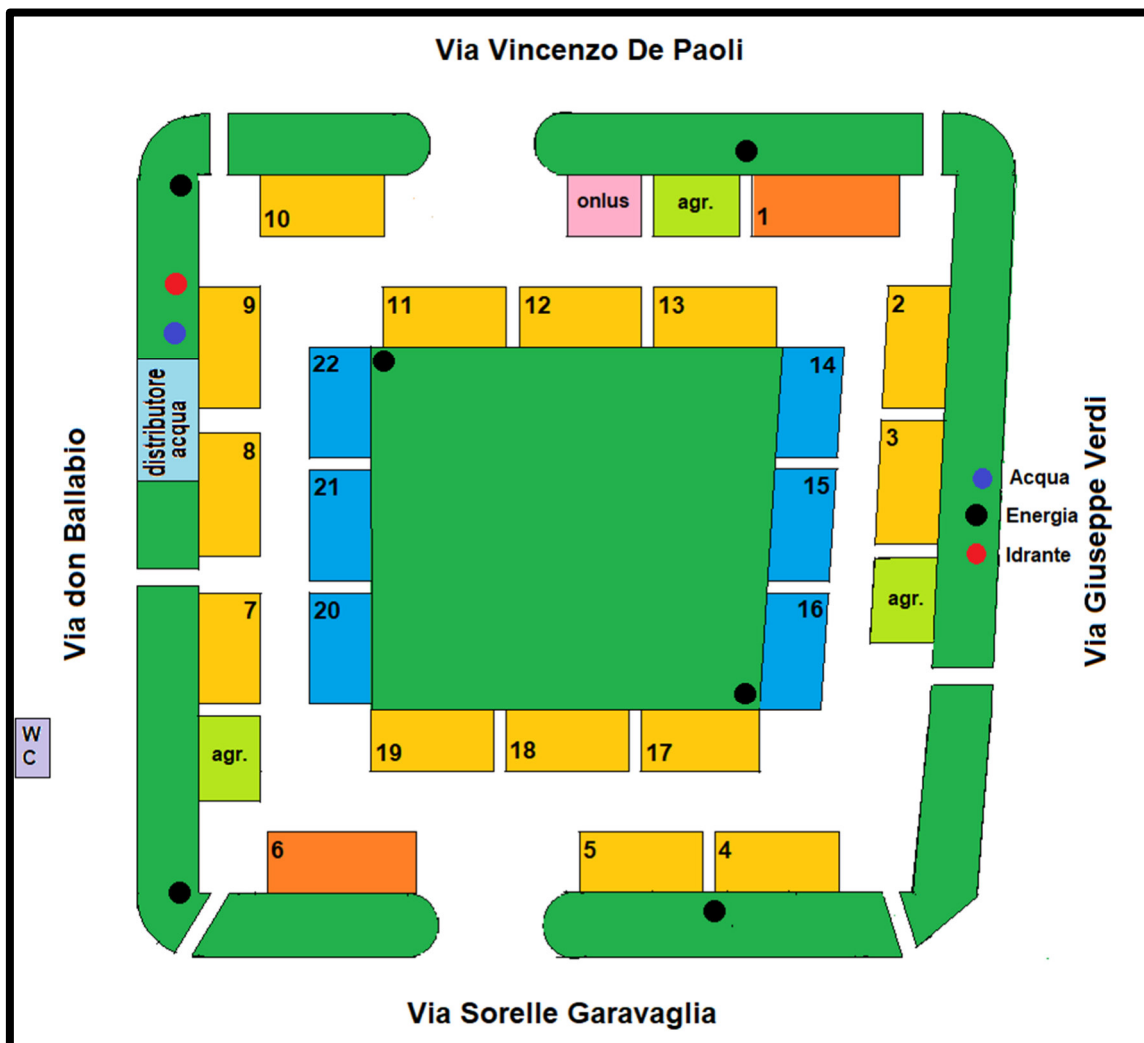 Via Vincenzo De Paoli
onlus
agr.
1
10
9
11
12
13
2
22
14
distributore
acqua
8
3
Via don Ballabio
Via Giuseppe Verdi
21
15
Acqua
Energia
Idrante
7
20
16
agr.
W
C
agr.
19
18
17
6
5
4
Via Sorelle Garavaglia